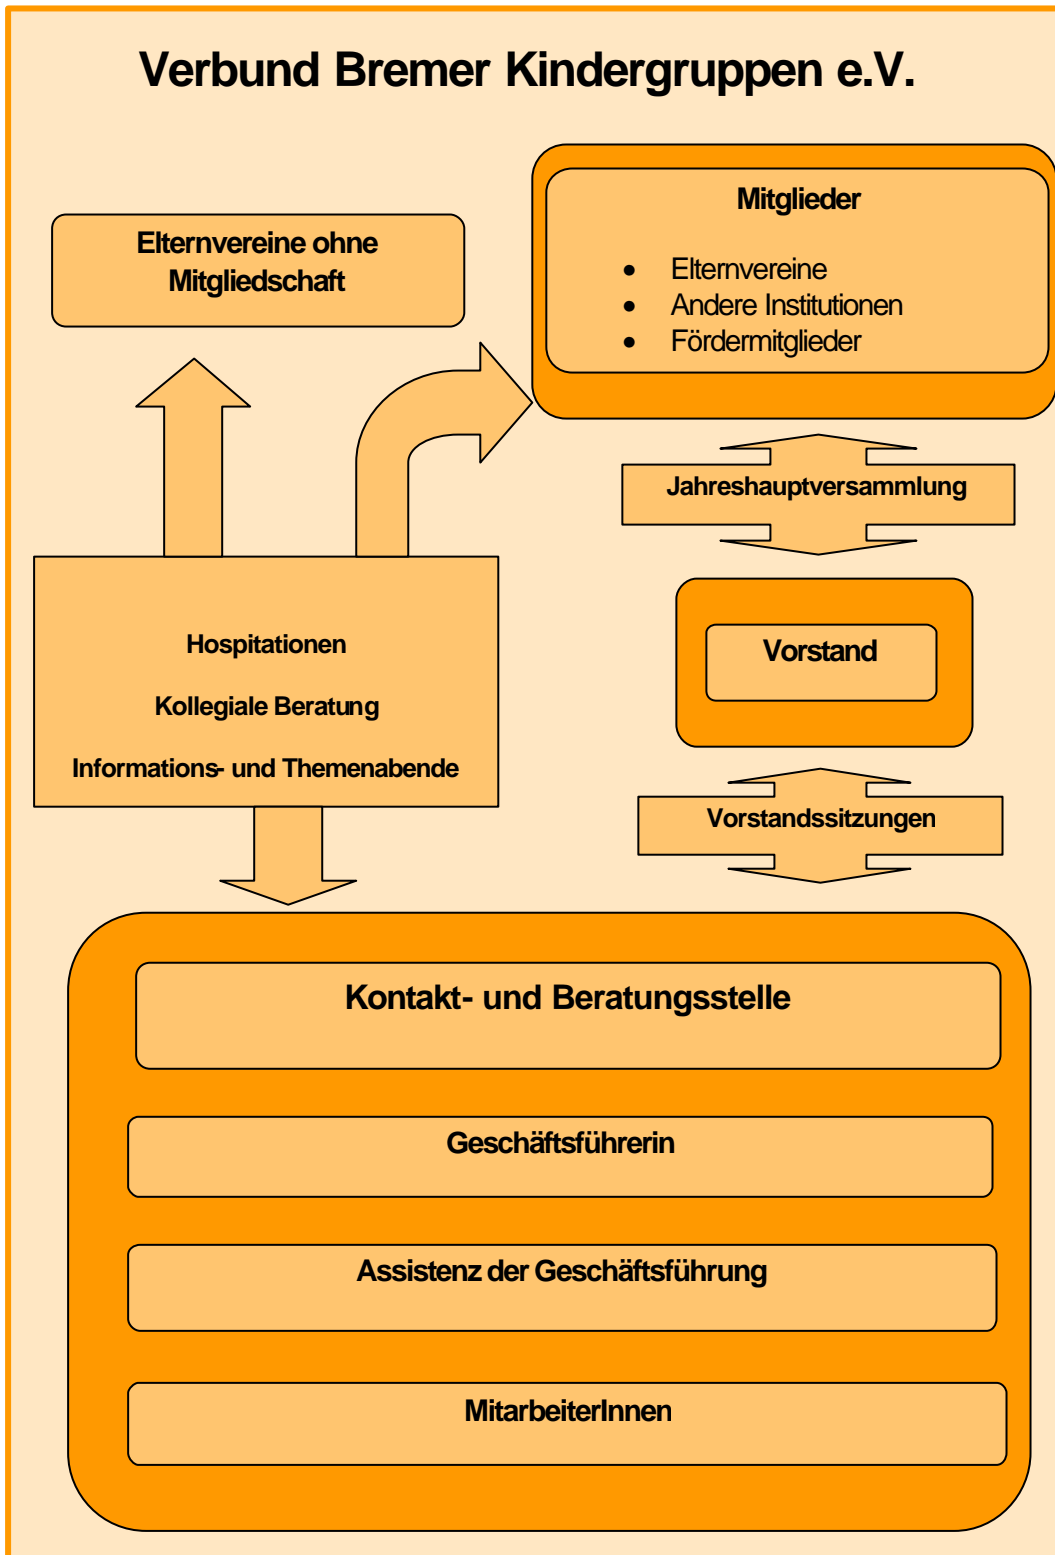 Verbund Bremer Kindergruppen e.V.
Elternvereine ohne
Mitgliedschaft
Mitglieder
• Elternvereine
• Andere Institutionen
• Fördermitglieder
Jahreshauptversammlung
Hospitationen
Kollegiale Beratung
Informations- und Themenabende
Vorstand
Vorstandssitzungen
Kontakt- und Beratungsstelle
Geschäftsführerin
Assistenz der Geschäftsführung
MitarbeiterInnen